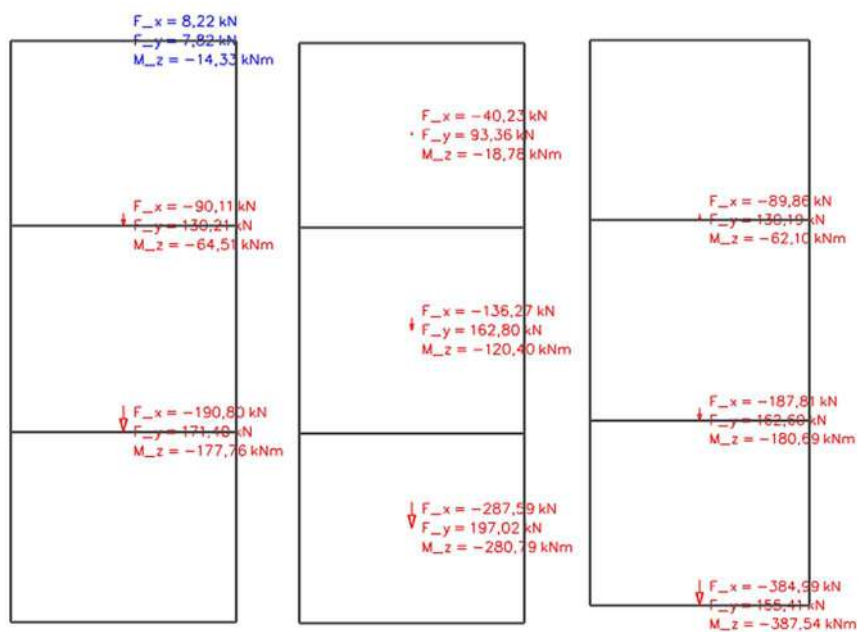 F_x = 8,22 kN
F_y = 7,82 kN
M_z = -14,33 kNm
F_x = -90,11 kN
F_y = 130,21 kN
M_z = -64,51 kNm
F_x = -190,80 kN
F_y = 171,48 kN
M_z = -177,76 kNm
F_x = -40,23 kN
F_y = 93,36 kN
M_z = -18,78 kNm
F_x = -136,27 kN
F_y = 162,80 kN
M_z = -120,40 kNm
F_x = -287,59 kN
F_y = 197,02 kN
M_z = -280,79 kNm
F_x = -89,86 kN
F_y = 130,19 kN
M_z = -62,10 kNm
F_x = -187,81 kN
F_y = 162,60 kN
M_z = -180,69 kNm
F_x = -384,99 kN
F_y = 155,41 kN
M_z = -387,54 kNm